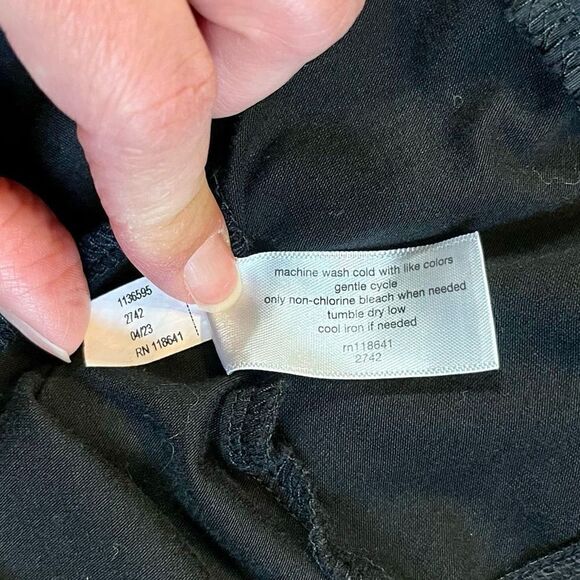 1136595
2742
04/23
RN 118641
machine wash cold with like colors
gentle cycle
only non-chlorine bleach when needed
tumble dry low
cool iron if needed
rn118641
2742